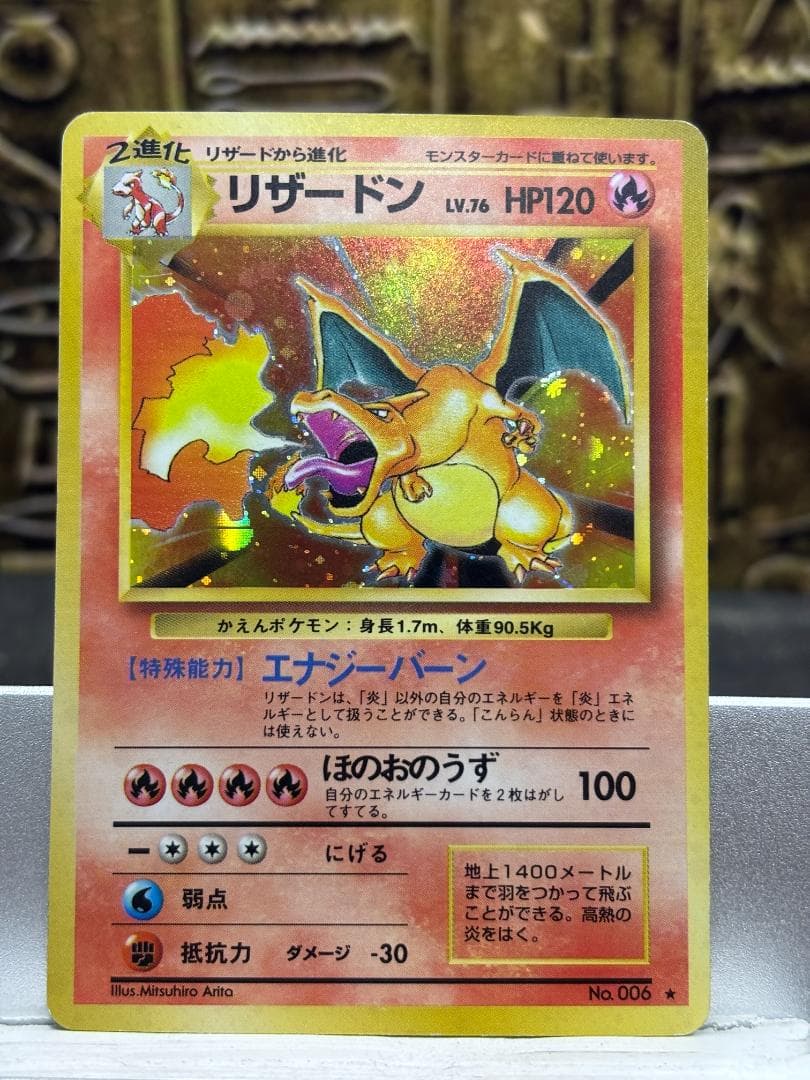 2進化 リザードから進化 モンスターカードに重ねて使います。
リザードン LV.76 HP120
かえんポケモン：身長1.7m、体重90.5Kg
【特殊能力】エナジーバーン
リザードンは、「炎」以外の自分のエネルギーを「炎」エネ
ルギーとして扱うことができる。「こんらん」状態のときに
は使えない。
ほのおのうず 100
自分のエネルギーカードを2枚はがし
てすてる。
にげる
弱点
抵抗力 ダメージ -30
地上1400メートル
まで羽をつかって飛ぶ
ことができる。高熱の
炎をはく。
Illus.Mitsuhiro Arita
No. 006 ★